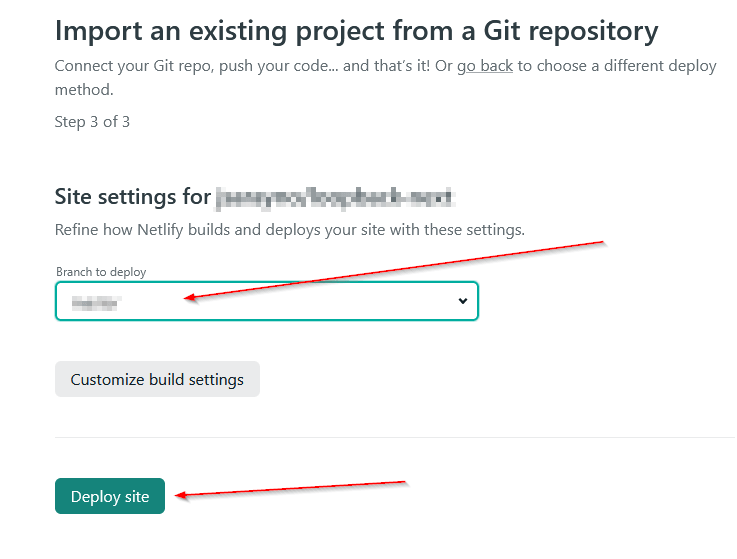 Import an existing project from a Git repository
Connect your Git repo, push your code... and that's it! Or go back to choose a different deploy
method.
Step 3 of 3
Site settings for
Refine how Netlify builds and deploys your site with these settings.
Branch to deploy
Customize build settings
Deploy site